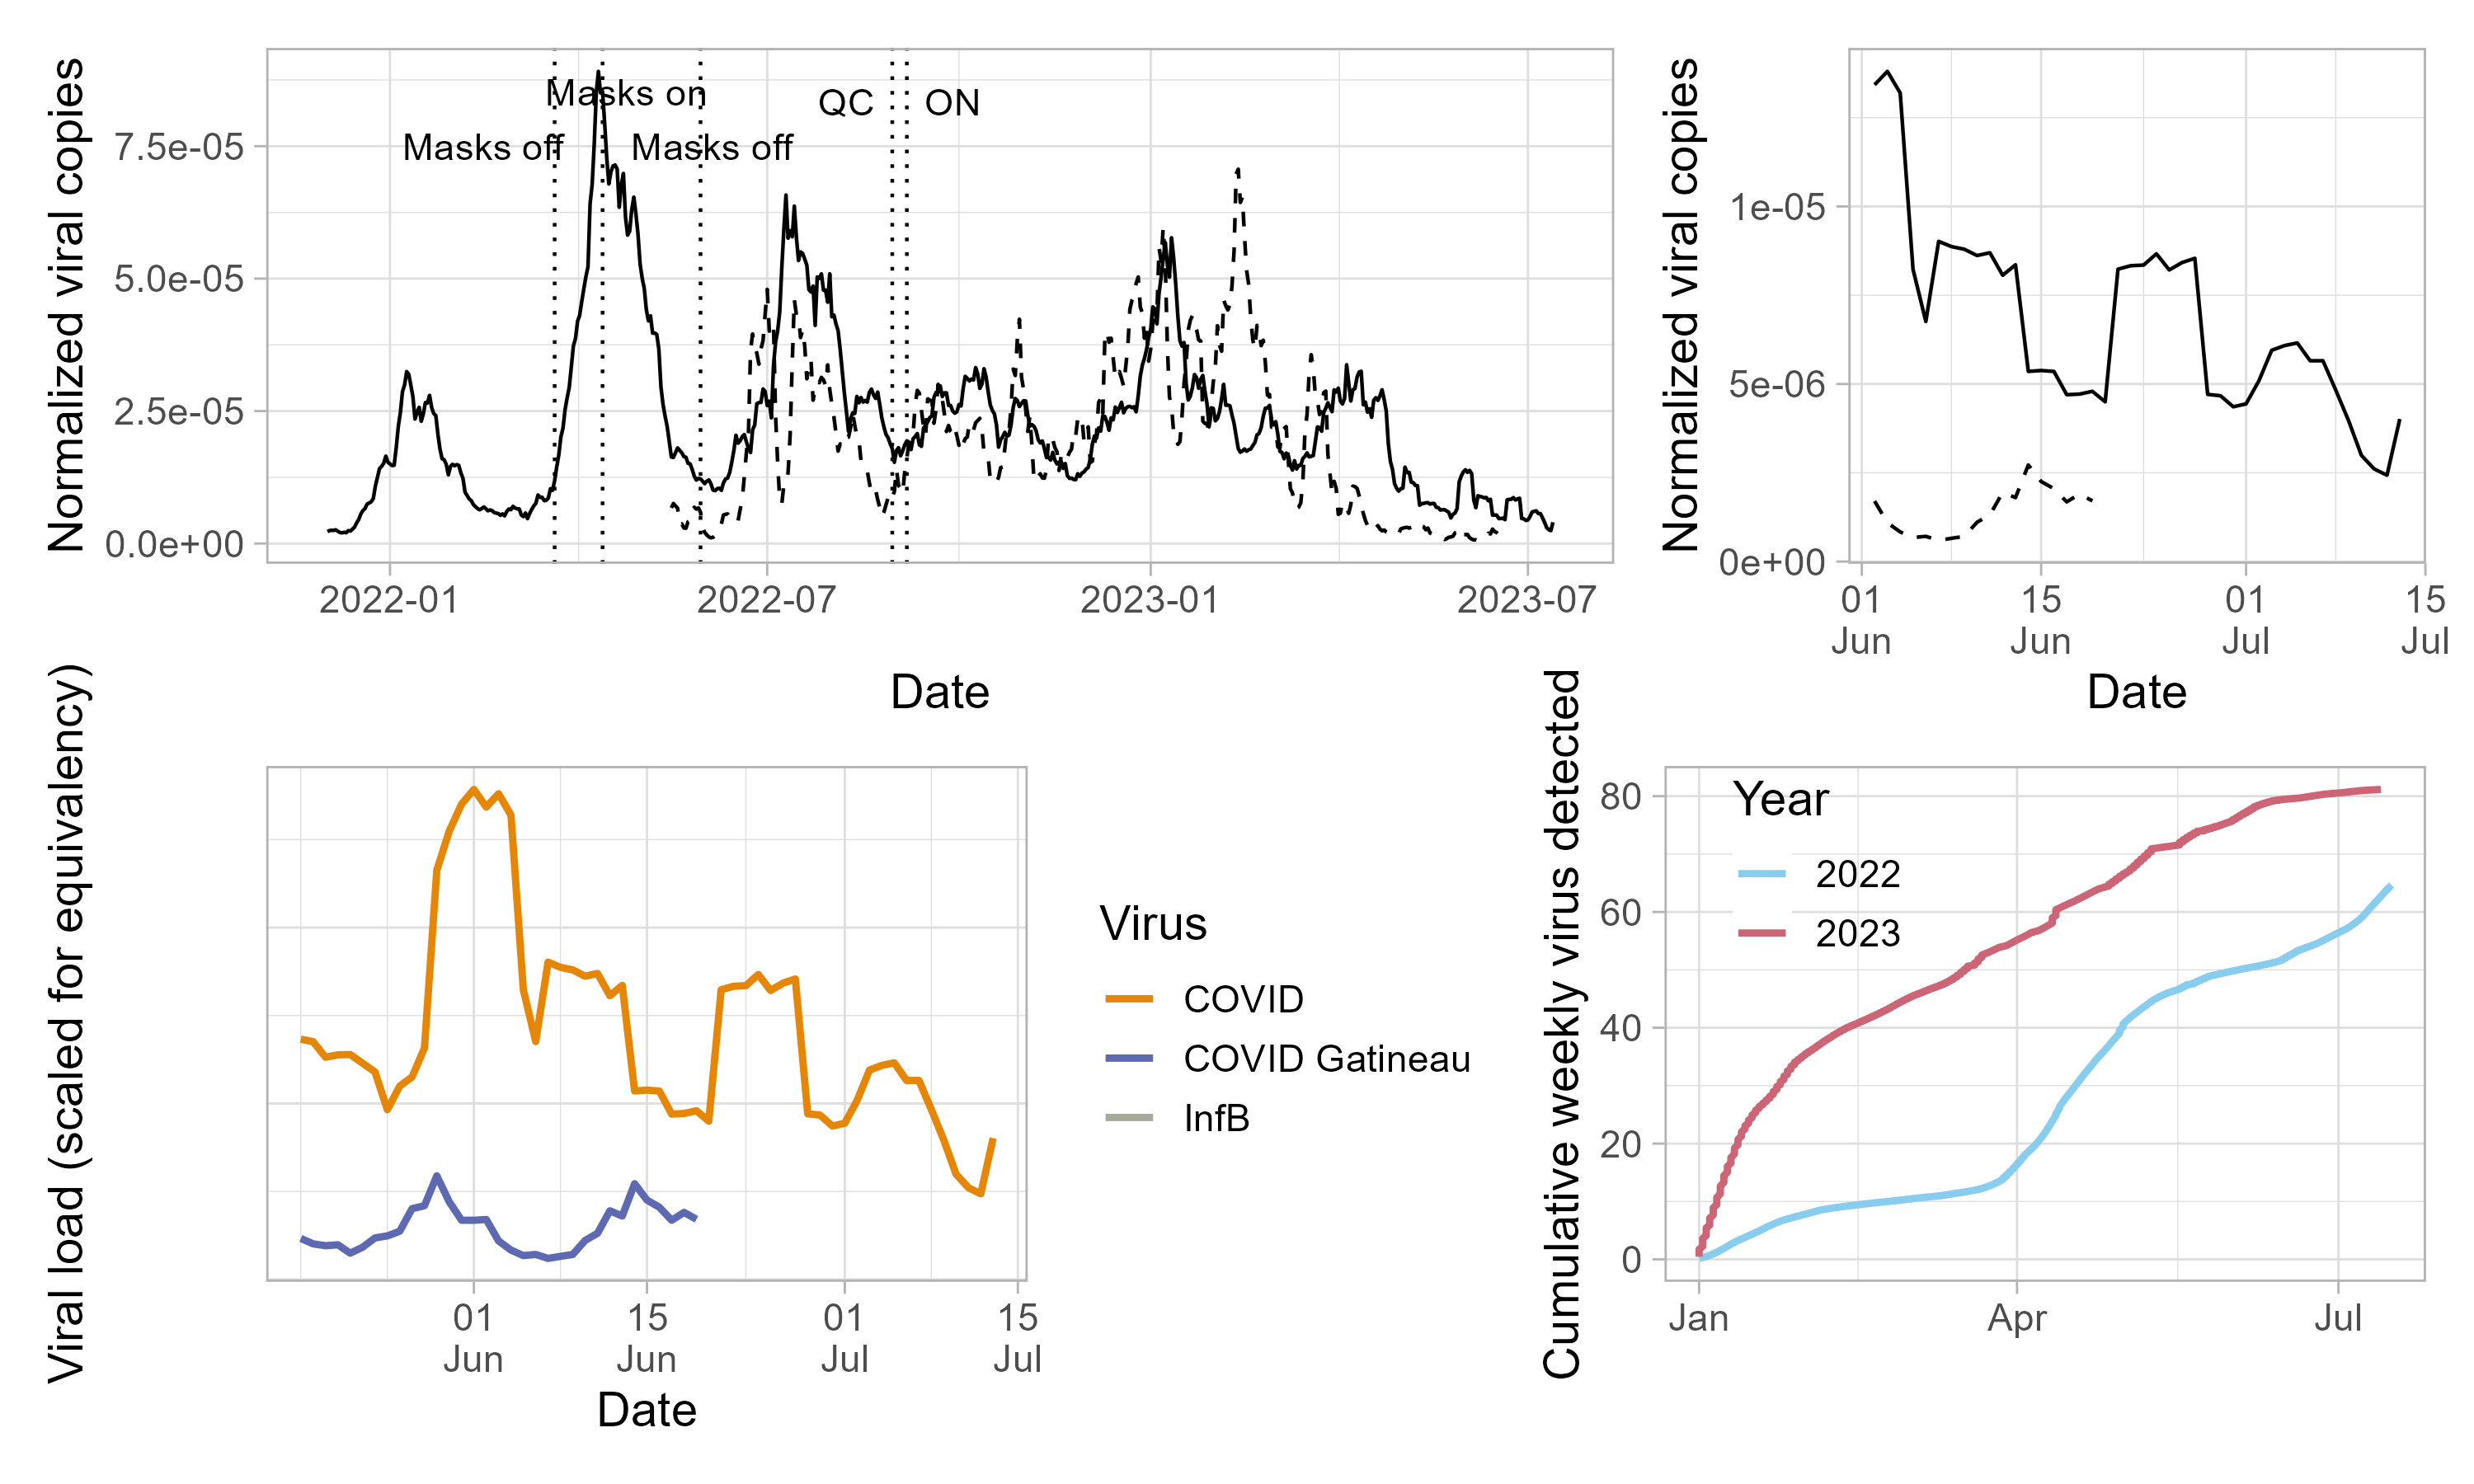 Normalized viral copies
7.5e-05
5.0e-05
2.5e-05
0.0e+00
Masks on
Masks off
Masks off
QC
ON
2022-01
2022-07
2023-01
2023-07
Date
Normalized viral copies
1e-05
5e-06
0e+00
01
Jun
15
Jun
01
Jul
15
Jul
Date
Viral load (scaled for equivalency)
01
Jun
15
Jun
01
Jul
15
Jul
Date
Virus
COVID
COVID Gatineau
InfB
Cumulative weekly virus detected
80
60
40
20
0
Year
2022
2023
Jan
Apr
Jul